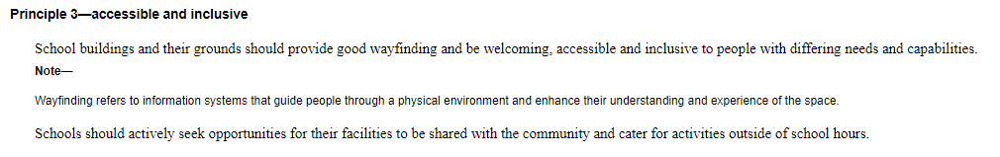 Principle 3—accessible and inclusive
School buildings and their grounds should provide good wayfinding and be welcoming, accessible and inclusive to people with differing needs and capabilities.
Note—
Wayfinding refers to information systems that guide people through a physical environment and enhance their understanding and experience of the space.
Schools should actively seek opportunities for their facilities to be shared with the community and cater for activities outside of school hours.